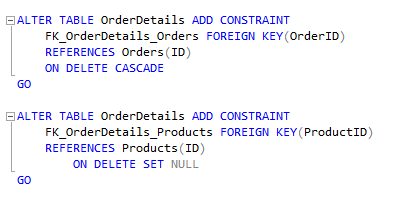 ALTER TABLE OrderDetails ADD CONSTRAINT
FK_OrderDetails_Orders FOREIGN KEY(OrderID)
REFERENCES Orders(ID)
ON DELETE CASCADE
GO
ALTER TABLE OrderDetails ADD CONSTRAINT
FK_OrderDetails_Products FOREIGN KEY(ProductID)
REFERENCES Products(ID)
ON DELETE SET NULL
GO